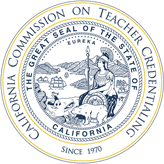 CALIFORNIA COMMISSION ON TEACHER CREDENTIALING
THE GREAT SEAL OF THE STATE OF
CALIFORNIA
EUREKA
SINCE 1970